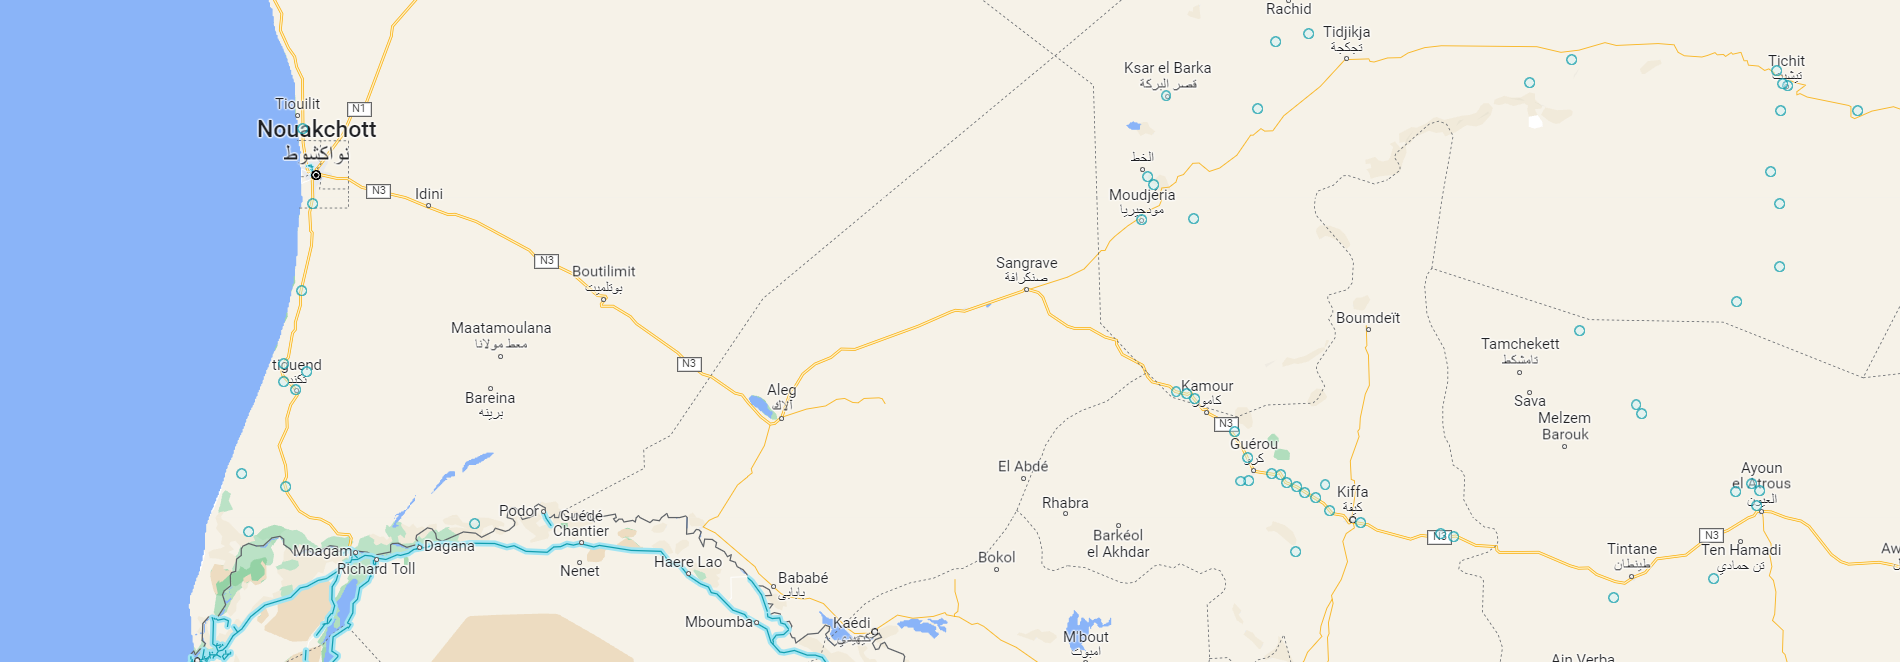 Rachid
Tidjikja
تجكجة
Ksar el Barka
قصر البركة
Tichit
تيشيت
Tiouilit
N1
Nouakchott
نواكشوط
الخط
N3
Idini
Moudjéria
مودجيريا
N3
Boutilimit
بوتلميت
Sangrave
صنكرافة
Boumdeït
Maatamoulana
معط مولانا
Tamchekett
تامشكط
tiguend
تكند
N3
Aleg
ألاك
Kamour
كامور
Bareina
برينه
Sava
Melzem
Barouk
N3
Guérou
كرو
El Abdé
Ayoun
el Atrous
العيون
Kiffa
كيفة
Rhabra
Podor
Guédé
Chantier
Barkéol
el Akhdar
N3
N3
Mbagam
Dagana
Tintane
طينطان
Ten Hamadi
تن حمادي
Richard Toll
Nenet
Haere Lao
Bokol
Bababé
بابابي
Mboumba
Kaédi
كيهيدي
M'bout
امبوت
Ain Verba